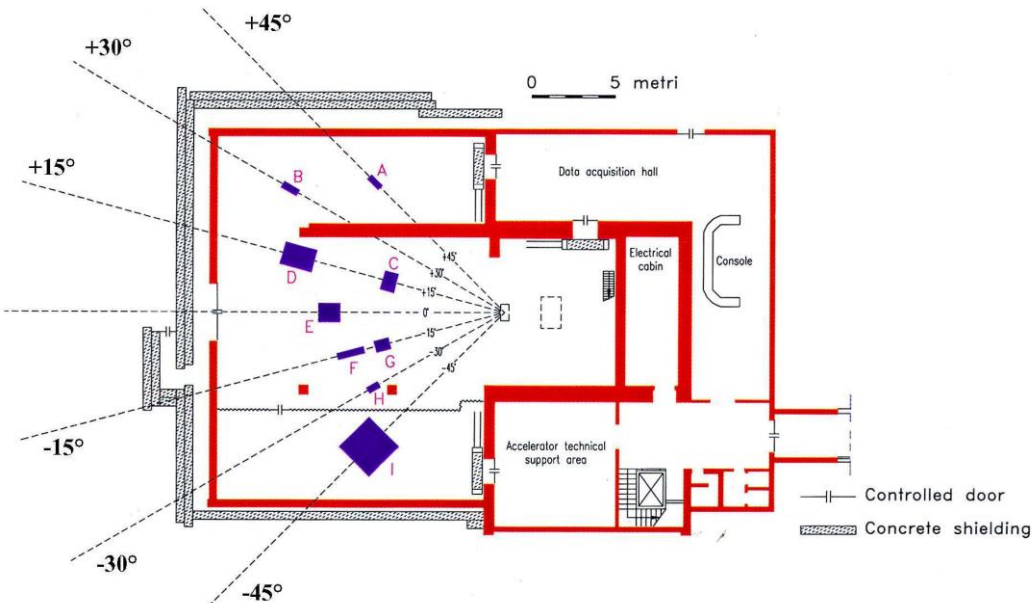 +45°
+30°
0 5 metri
+15°
B A
Data acquisition hall
D C
+45°
+30°
+15°
Electrical
cabin
Console
E
0°
-15°
F G
-30°
H
-45°
-15°
I
Accelerator technical
support area
Controlled door
Concrete shielding
-30°
-45°